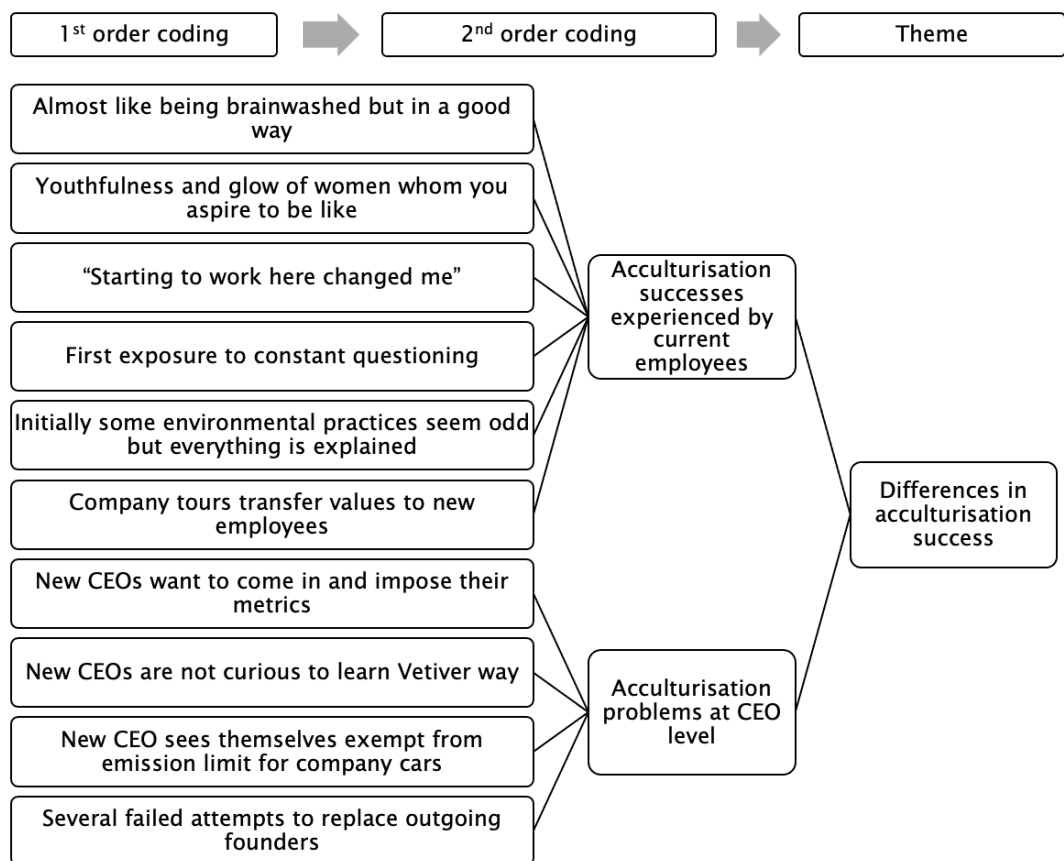 1st order coding
2nd order coding
Theme
Almost like being brainwashed but in a good
way
Youthfulness and glow of women whom you
aspire to be like
“Starting to work here changed me”
First exposure to constant questioning
Initially some environmental practices seem odd
but everything is explained
Company tours transfer values to new
employees
New CEOs want to come in and impose their
metrics
New CEOs are not curious to learn Vetiver way
New CEO sees themselves exempt from
emission limit for company cars
Several failed attempts to replace outgoing
founders
Acculturisation
successes
experienced by
current
employees
Acculturisation
problems at CEO
level
Differences in
acculturisation
success